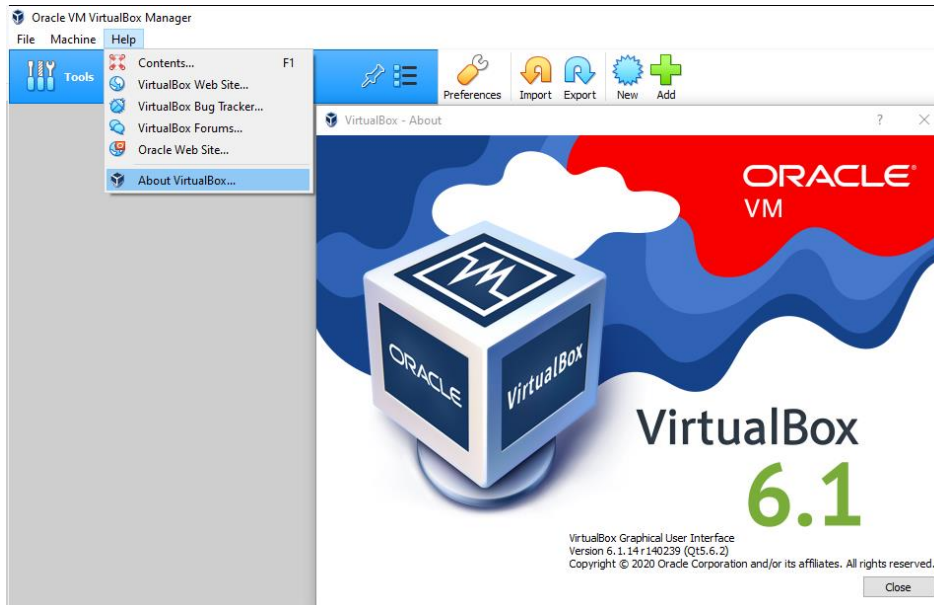 Oracle VM VirtualBox Manager
File Machine Help
Tools
Contents... F1
VirtualBox Web Site...
VirtualBox Bug Tracker...
VirtualBox Forums...
Oracle Web Site...
About VirtualBox...
Preferences Import Export New Add
VirtualBox - About
ORACLE®
VM
ORACLE
VirtualBox
VirtualBox
6.1
VirtualBox Graphical User Interface
Version 6.1.14 r140239 (Qt5.6.2)
Copyright © 2020 Oracle Corporation and/or its affiliates. All rights reserved.
Close